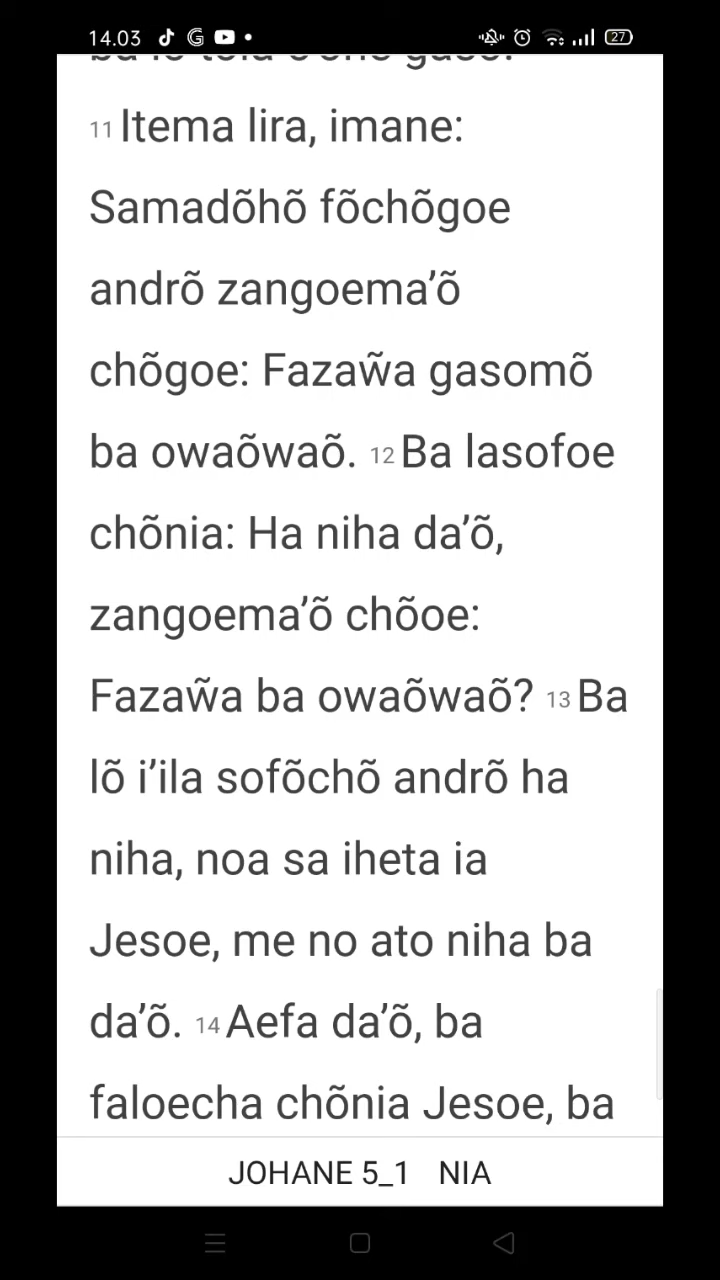 14.03
27
11 Itema lira, imane:
Samadõhõ fõchõgoe
andrõ zangoema’õ
chõgoe: Fazaw̃a gasomõ
ba owaõwaõ. 12 Ba lasofoe
chõnia: Ha niha da’õ,
zangoema’õ chõoe:
Fazaw̃a ba owaõwaõ? 13 Ba
lõ i’ila sofõchõ andrõ ha
niha, noa sa iheta ia
Jesoe, me no ato niha ba
da’õ. 14 Aefa da’õ, ba
faloecha chõnia Jesoe, ba
JOHANE 5_1 NIA